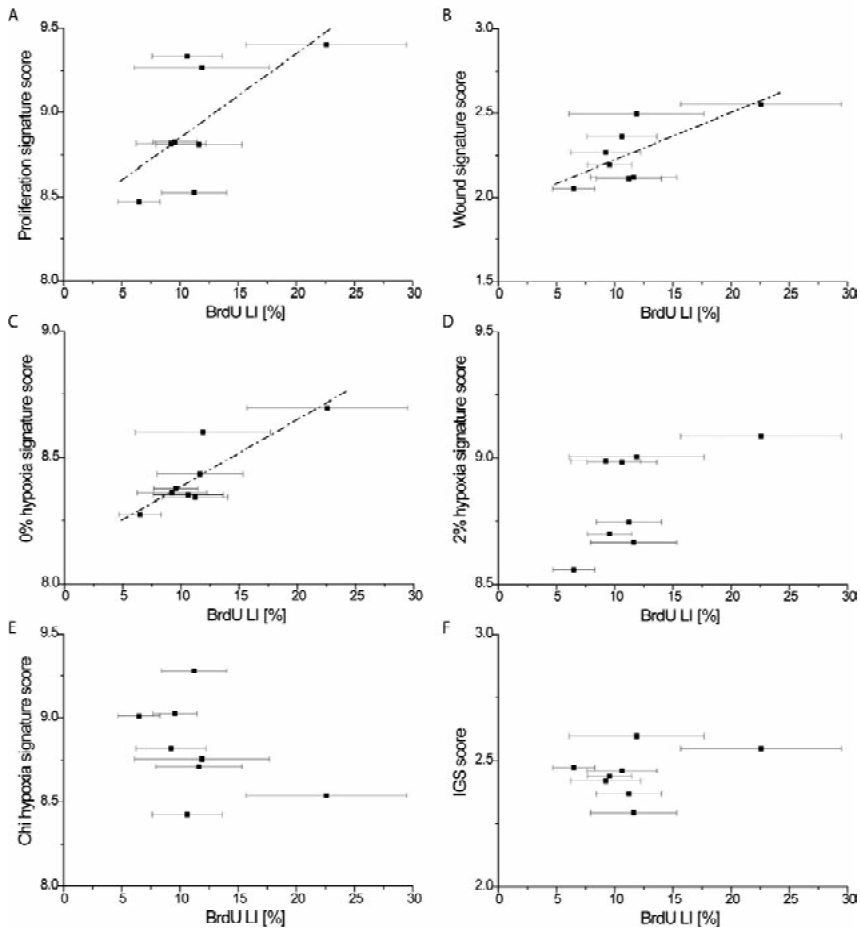 A
Proliferation signature score
9.5
9.0
8.5
8.0
0 5 10 15 20 25 30
BrdU LI [%]
B
Wound signature score
3.0
2.5
2.0
1.5
0 5 10 15 20 25 30
BrdU LI [%]
C
0% hypoxia signature score
9.0
8.5
8.0
0 5 10 15 20 25 30
BrdU LI [%]
D
2% hypoxia signature score
9.5
9.0
8.5
0 5 10 15 20 25 30
BrdU LI [%]
E
Chi hypoxia signature score
9.5
9.0
8.5
8.0
0 5 10 15 20 25 30
BrdU LI [%]
F
IGS score
3.0
2.5
2.0
0 5 10 15 20 25 30
BrdU LI [%]